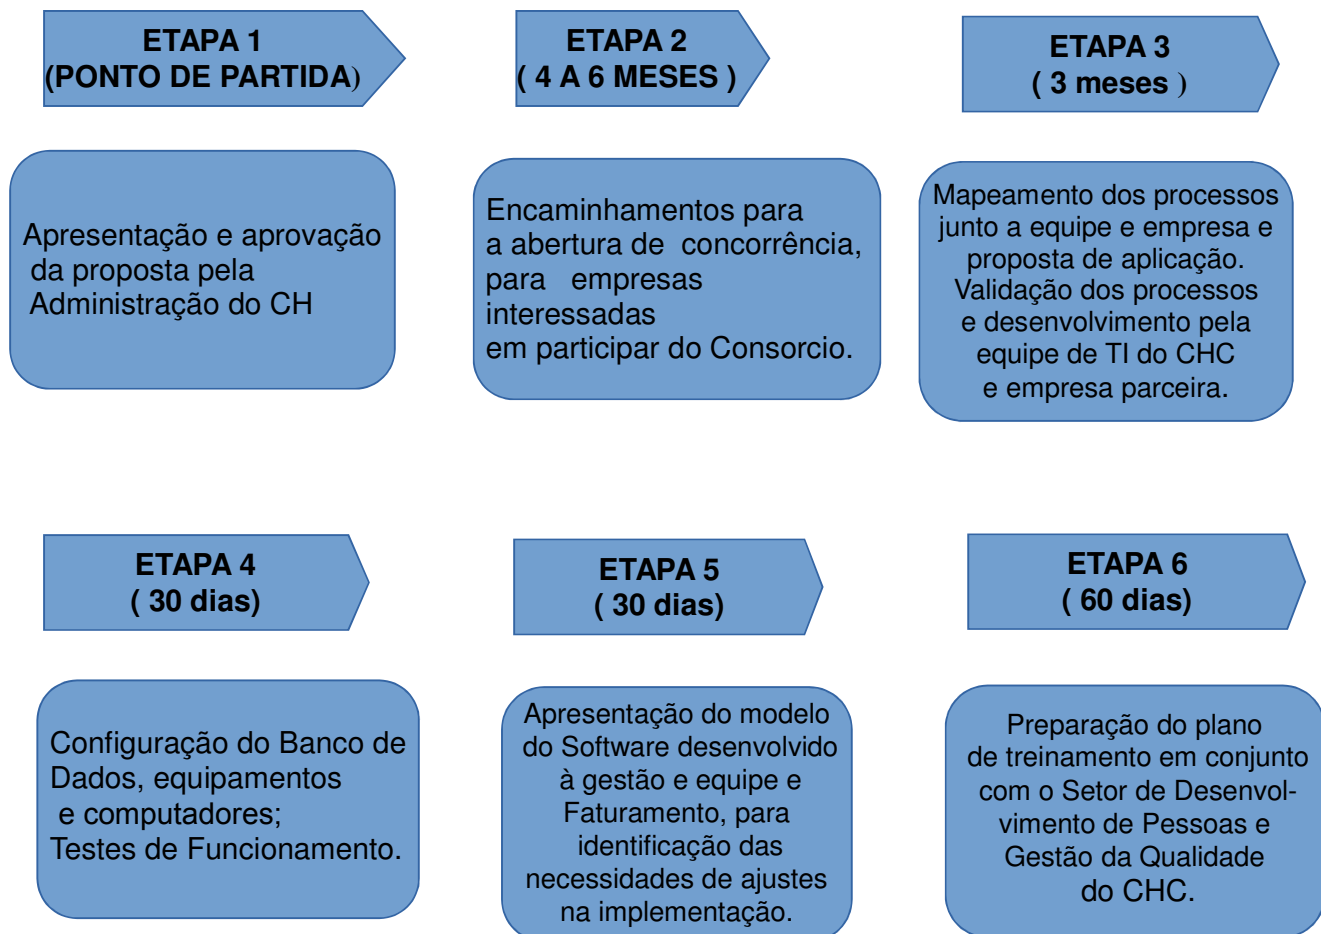 ETAPA 1
(PONTO DE PARTIDA)
Apresentação e aprovação
da proposta pela
Administração do CH
ETAPA 2
( 4 A 6 MESES )
Encaminhamentos para
a abertura de concorrência,
para empresas
interessadas
em participar do Consorcio.
ETAPA 3
( 3 meses )
Mapeamento dos processos
junto a equipe e empresa e
proposta de aplicação.
Validação dos processos
e desenvolvimento pela
equipe de TI do CHC
e empresa parceira.
ETAPA 4
( 30 dias)
Configuração do Banco de
Dados, equipamentos
e computadores;
Testes de Funcionamento.
ETAPA 5
( 30 dias)
Apresentação do modelo
do Software desenvolvido
à gestão e equipe e
Faturamento, para
identificação das
necessidades de ajustes
na implementação.
ETAPA 6
( 60 dias)
Preparação do plano
de treinamento em conjunto
com o Setor de Desenvol-
vimento de Pessoas e
Gestão da Qualidade
do CHC.